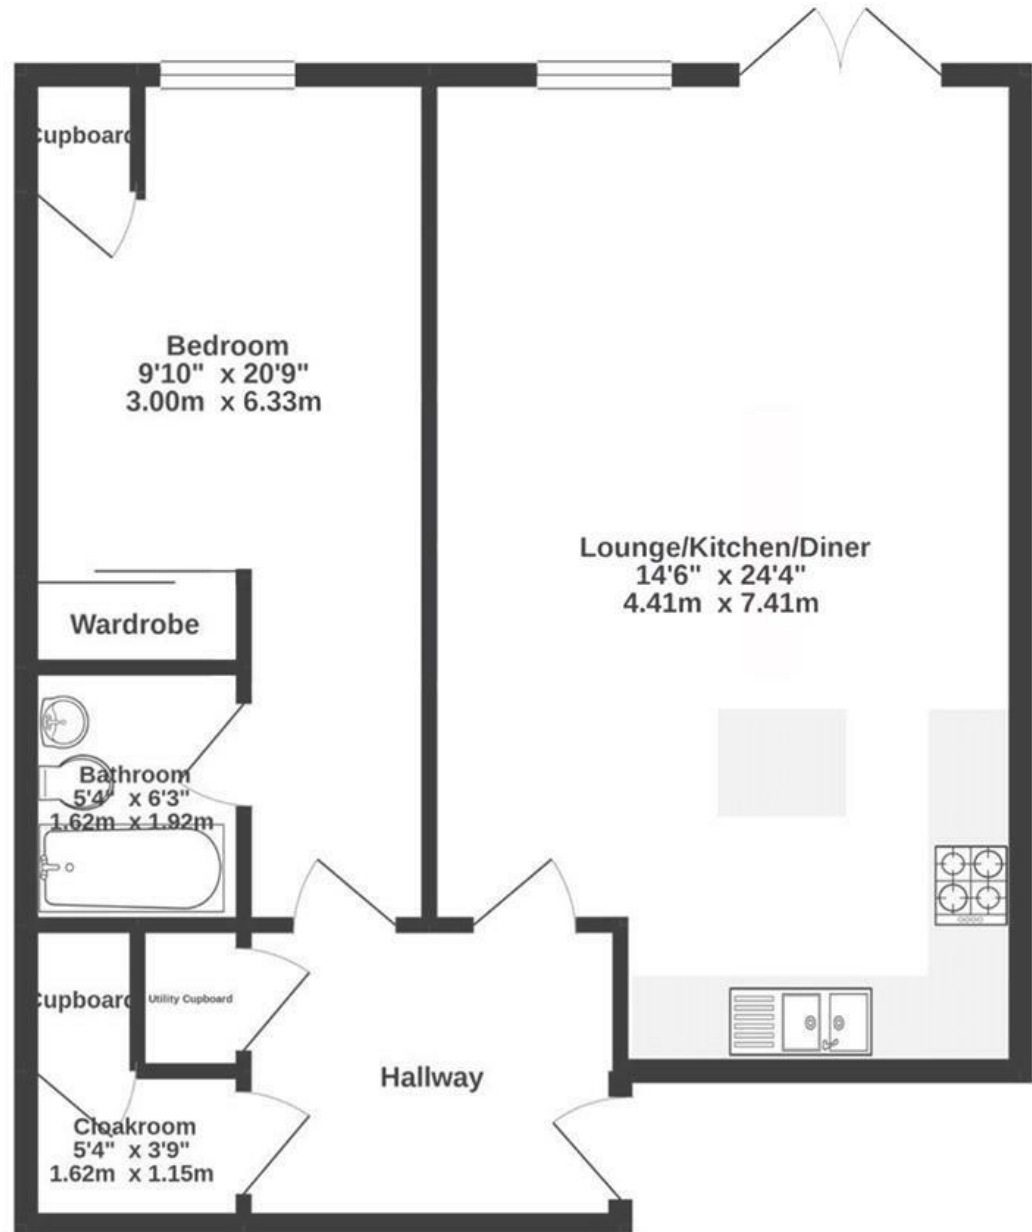 Cupboard
Bedroom
9'10" x 20'9"
3.00m x 6.33m
Lounge/Kitchen/Diner
14'6" x 24'4"
4.41m x 7.41m
Wardrobe
Bathroom
5'4" x 6'3"
1.62m x 1.92m
Cupboard
Utility Cupboard
Hallway
Cloakroom
5'4" x 3'9"
1.62m x 1.15m